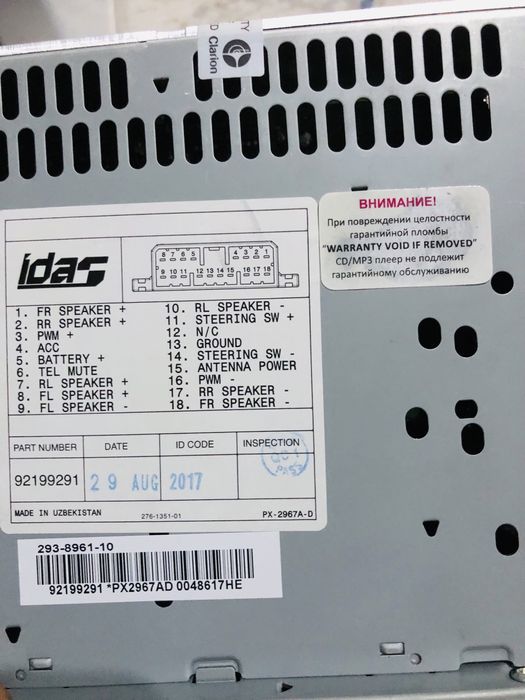 TY
D Clarion
ВНИМАНИЕ!
При повреждении целостности
гарантийной пломбы
"WARRANTY VOID IF REMOVED"
CD/MP3 плеер не подлежит
гарантийному обслуживанию
idas
8 7 6 5 4 3 2 1
9 10 11 12 13 14 15 16 17 18
1. FR SPEAKER +
2. RR SPEAKER +
3. PWM +
4. ACC
5. BATTERY +
6. TEL MUTE
7. RL SPEAKER +
8. FL SPEAKER +
9. FL SPEAKER -
10. RL SPEAKER -
11. STEERING SW +
12. N/C
13. GROUND
14. STEERING SW -
15. ANTENNA POWER
16. PWM -
17. RR SPEAKER -
18. FR SPEAKER -
PART NUMBER DATE ID CODE INSPECTION
92199291 29 AUG 2017
MADE IN UZBEKISTAN 276-1351-01 PX-2967A-D
293-8961-10
92199291 *PX2967AD 0048617HE